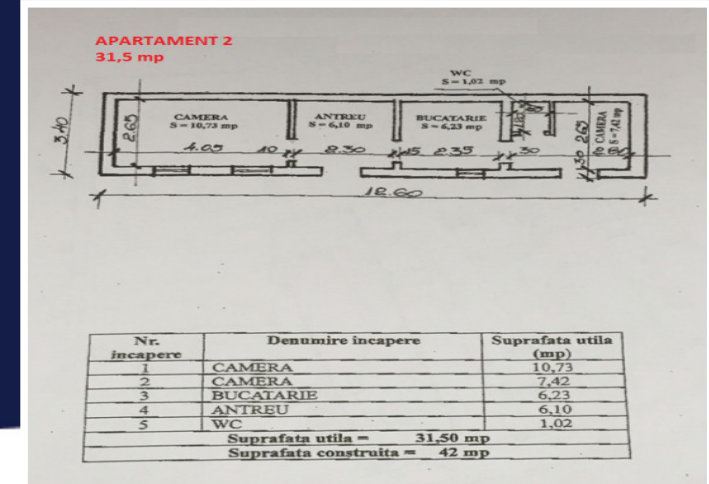 APARTAMENT 2
31,5 mp
WC
S = 1,02 mp
CAMERA
S = 10,73 mp
ANTREU
S = 6,10 mp
BUCATARIE
S = 6,23 mp
CAMERA
S = 7,42 mp
3.40
2.65
4.05
10
2.30
15
2.35
30
2.65
30
12.60
Nr. incapere Denumire incapere Suprafata utila (mp)
1 CAMERA 10,73
2 CAMERA 7,42
3 BUCATARIE 6,23
4 ANTREU 6,10
5 WC 1,02
Suprafata utila = 31,50 mp
Suprafata construita = 42 mp